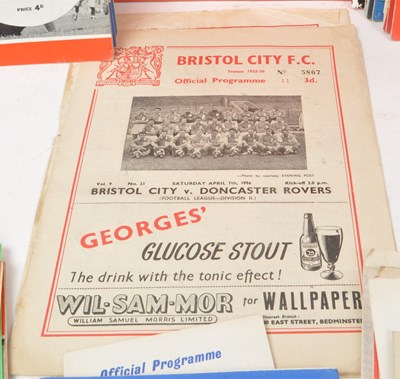 PRICE 4D
BRISTOL CITY F.C.
Season 1955-56 No 5867
Official Programme :: 3d.
—Photo by courtesy EVENING POST
Vol 9 No. 21 SATURDAY APRIL 7th, 1956 Kick-off 3.0 p.m.
BRISTOL CITY v. DONCASTER ROVERS
(FOOTBALL LEAGUE—DIVISION II.)
GEORGES'
GLUCOSE STOUT
The drink with the tonic effect!
WIL-SAM-MOR for WALLPAPER
WILLIAM SAMUEL MORRIS LIMITED
EAST STREET, BEDMINSTER
Official Programme